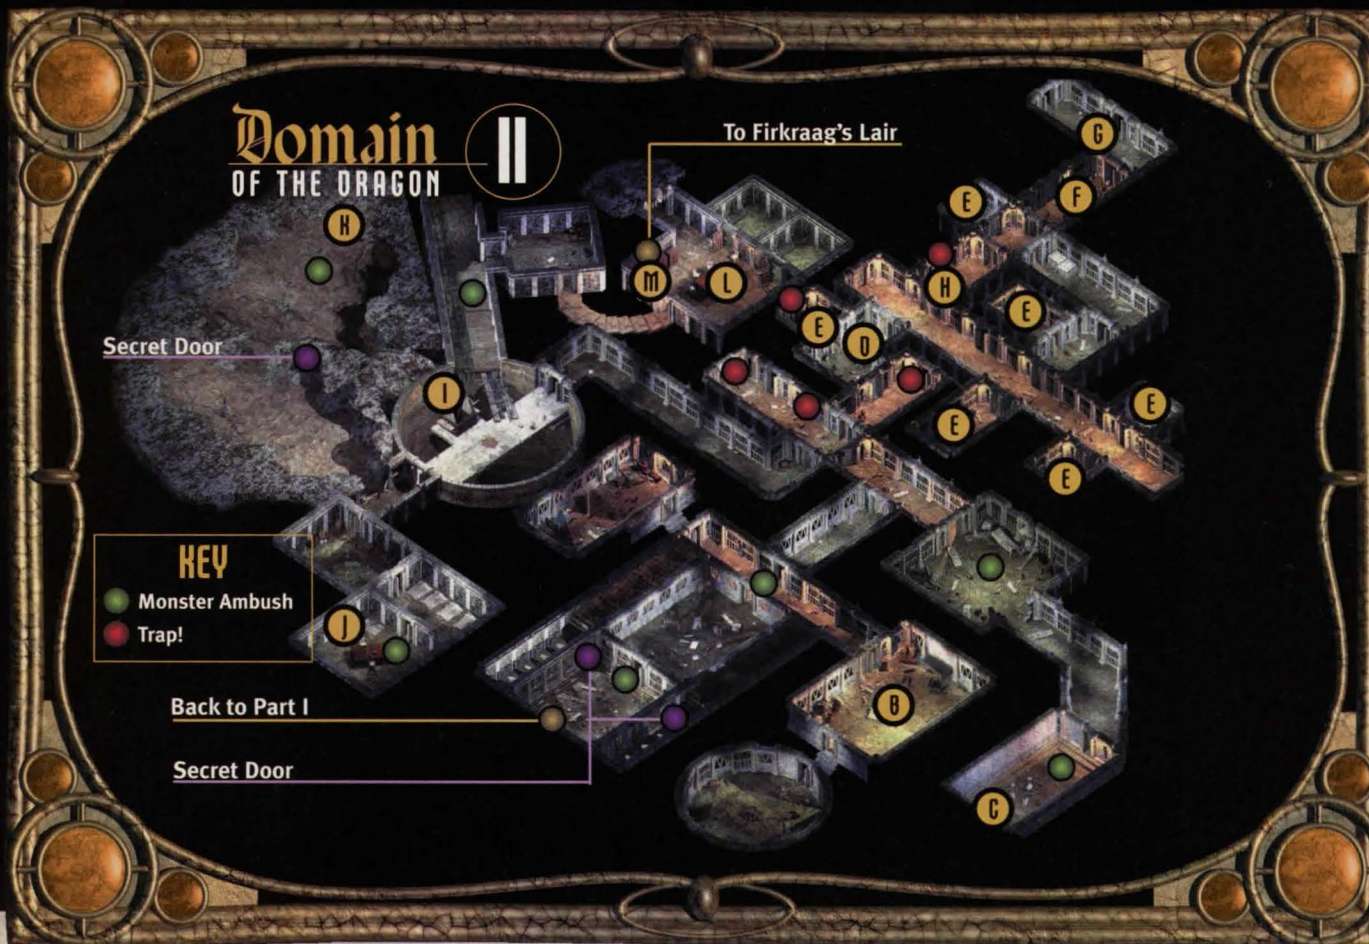 Domain
OF THE DRAGON
II
To Firkraag's Lair
G
E
F
K
M
L
H
E
E
D
Secret Door
I
E
E
E
KEY
Monster Ambush
Trap!
J
Back to Part I
B
Secret Door
C